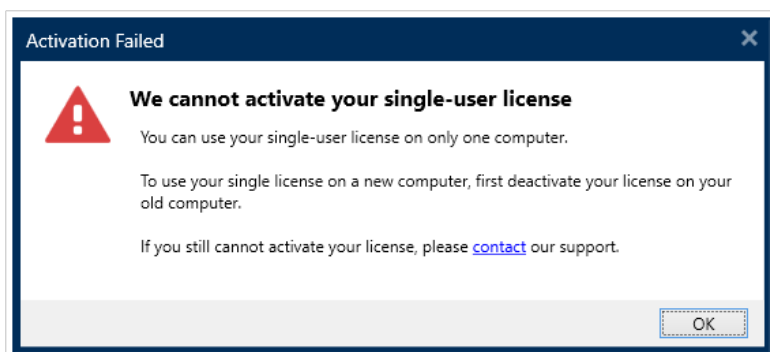 Activation Failed
We cannot activate your single-user license
You can use your single-user license on only one computer.
To use your single license on a new computer, first deactivate your license on your
old computer.
If you still cannot activate your license, please contact our support.
OK